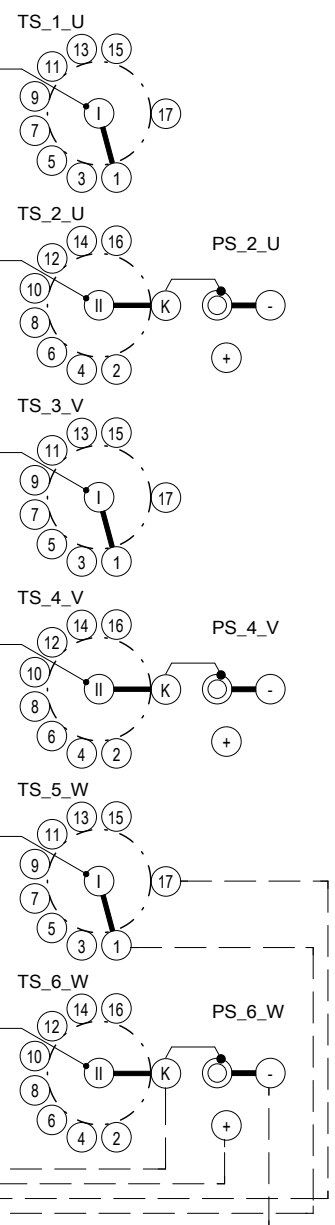 TS_1_U
13 15
11
9
I 17
7
5
3 1
TS_2_U
14 16 PS_2_U
12
10
II K -
8
6 +
4 2
TS_3_V
13 15
11
9
I 17
7
5
3 1
TS_4_V
14 16 PS_4_V
12
10
II K -
8
6 +
4 2
TS_5_W
13 15
11
9
I 17
7
5
3 1
TS_6_W
14 16 PS_6_W
12
10
II K -
8
6 +
4 2